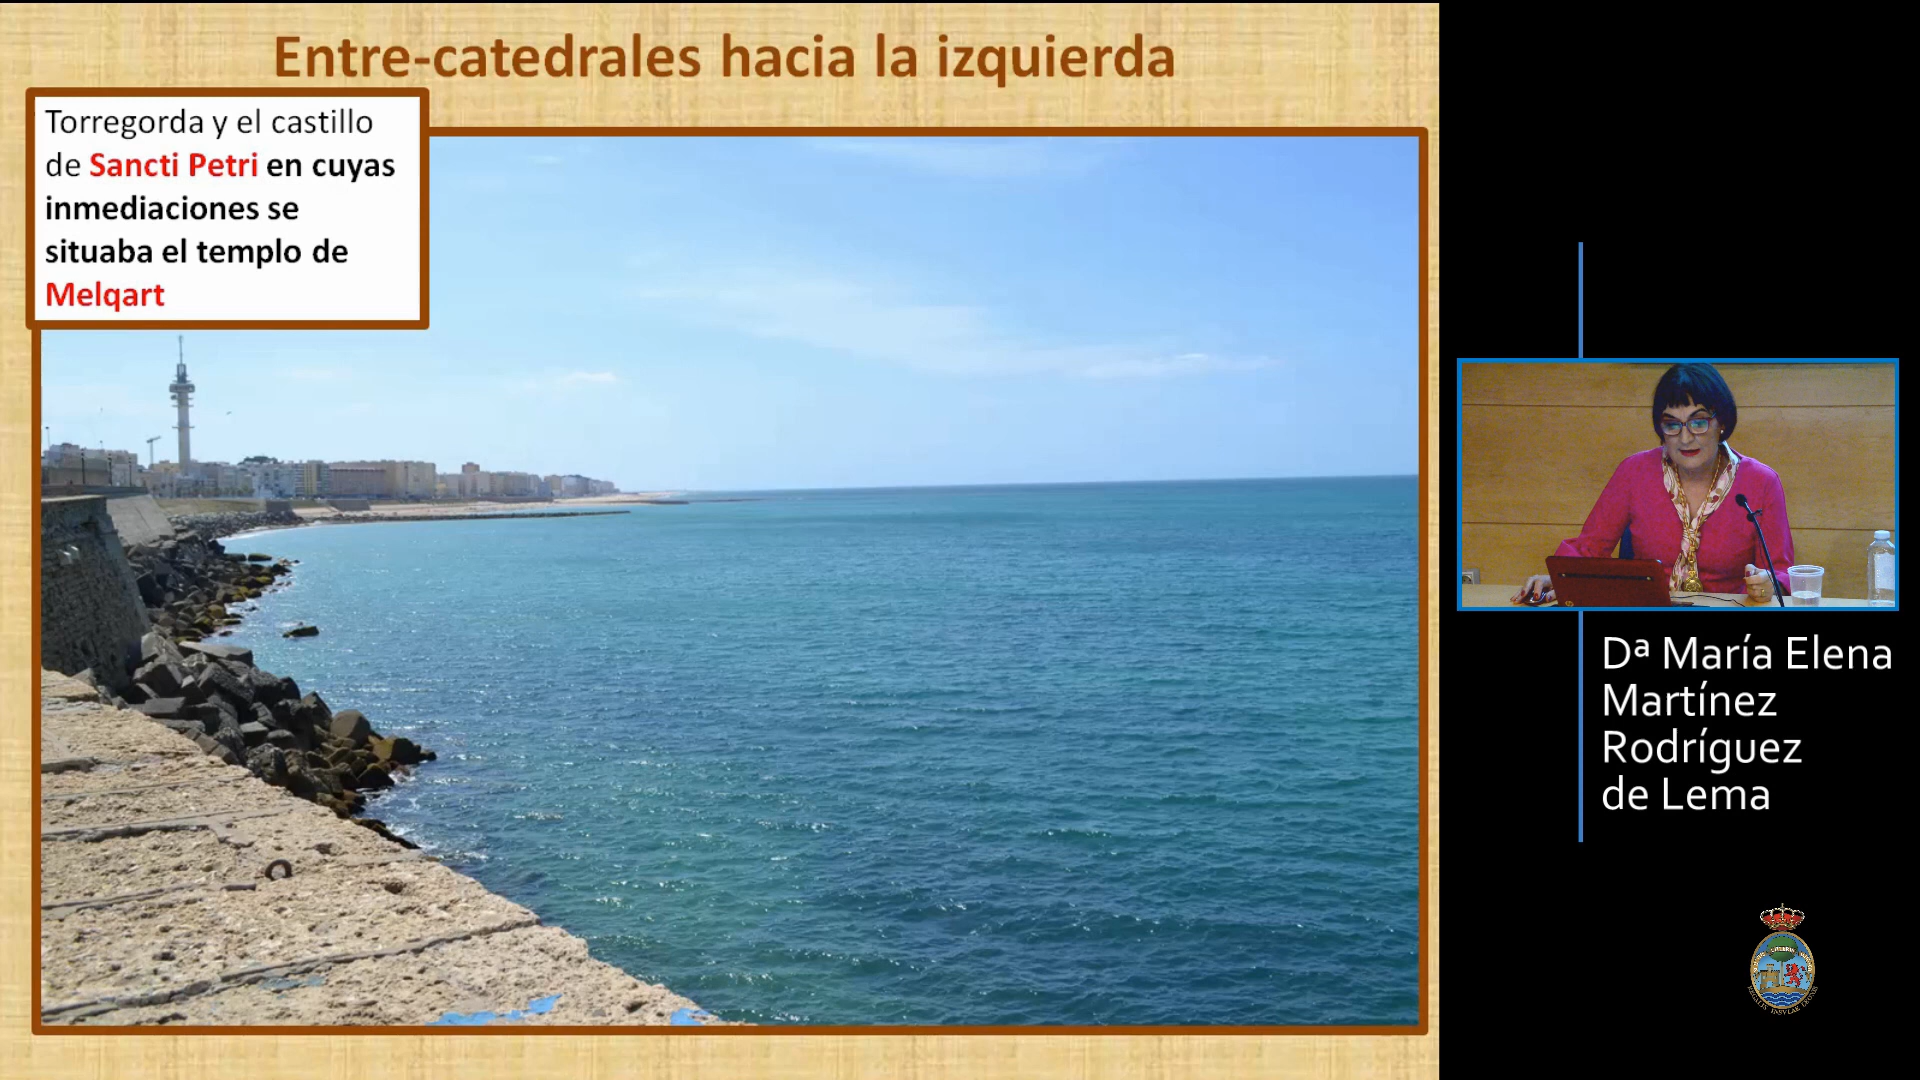 Entre-catedrales hacia la izquierda
Torregorda y el castillo
de Sancti Petri en cuyas
inmediaciones se
situaba el templo de
Melqart
Dª María Elena
Martínez
Rodríguez
de Lema